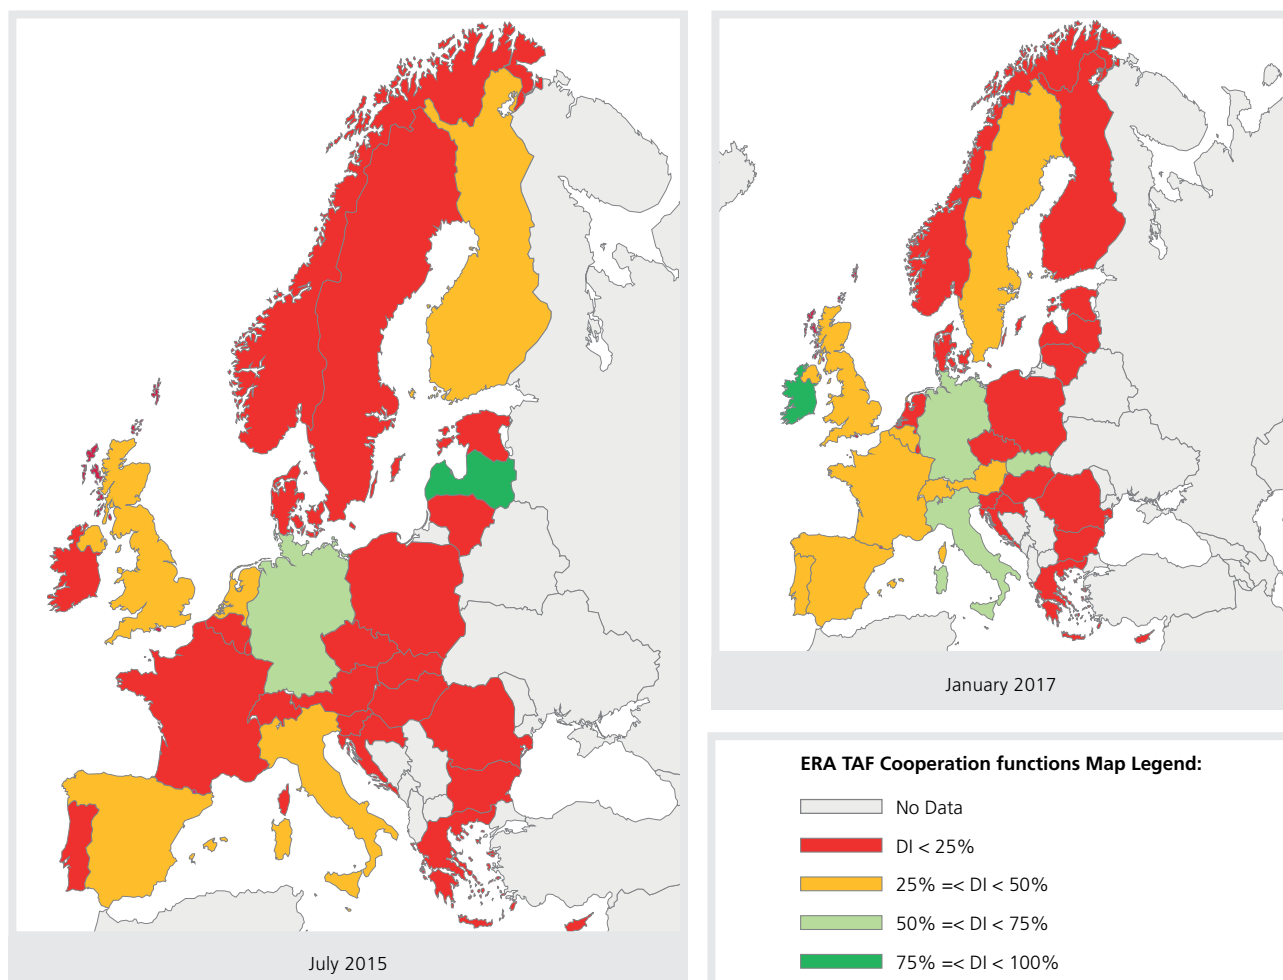 July 2015
January 2017
ERA TAF Cooperation functions Map Legend:
No Data
DI < 25%
25% =< DI < 50%
50% =< DI < 75%
75% =< DI < 100%